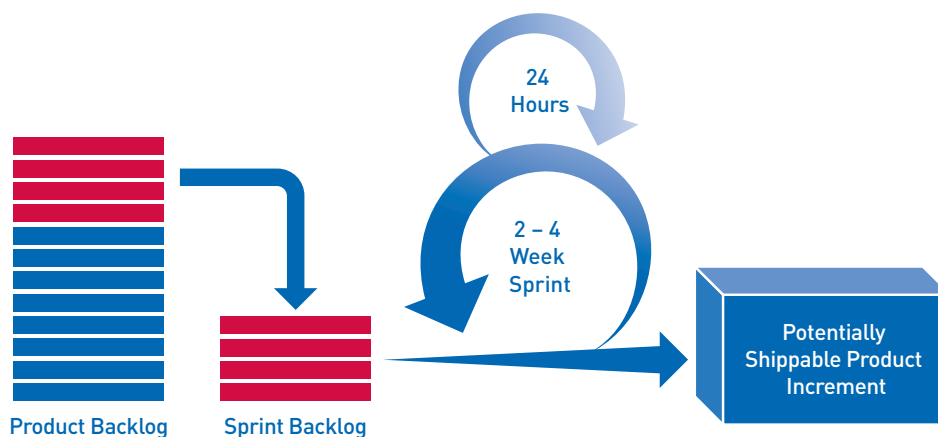 24
Hours
2 – 4
Week
Sprint
Potentially
Shippable Product
Increment
Product Backlog
Sprint Backlog